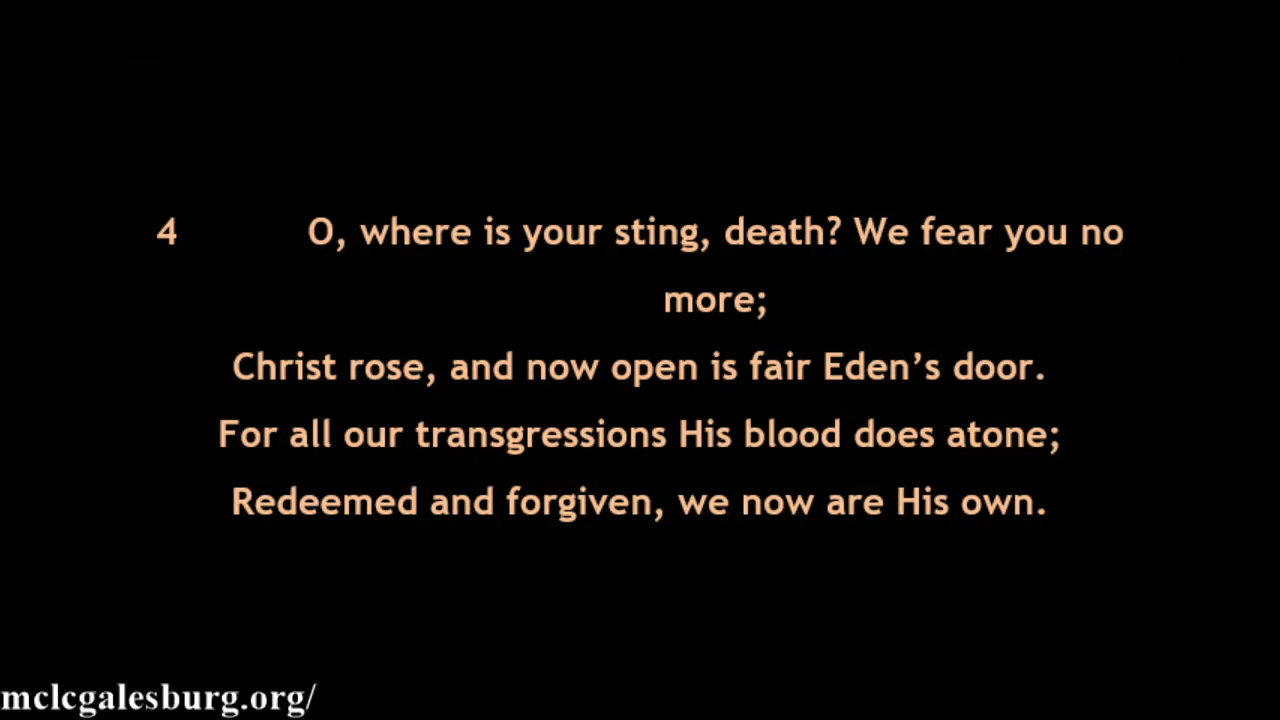 4 O, where is your sting, death? We fear you no
more;
Christ rose, and now open is fair Eden’s door.
For all our transgressions His blood does atone;
Redeemed and forgiven, we now are His own.
mclcgalesburg.org/